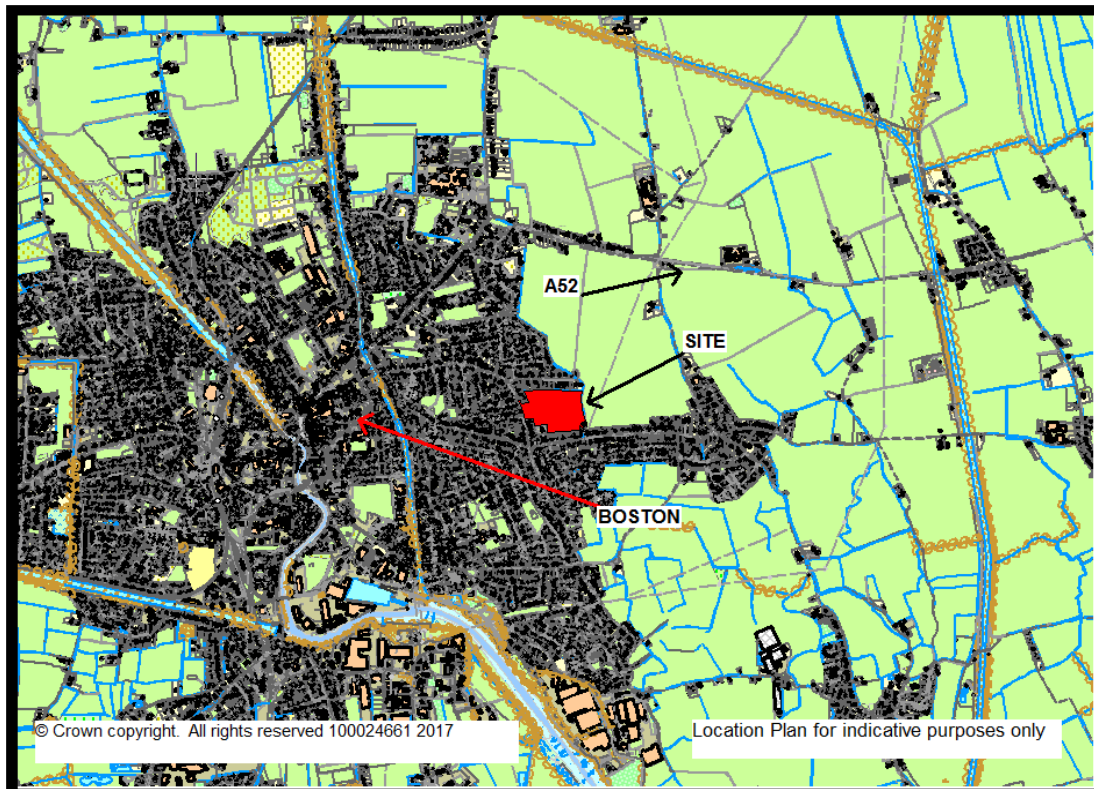 A52
SITE
BOSTON
© Crown copyright. All rights reserved 100024661 2017
Location Plan for indicative purposes only